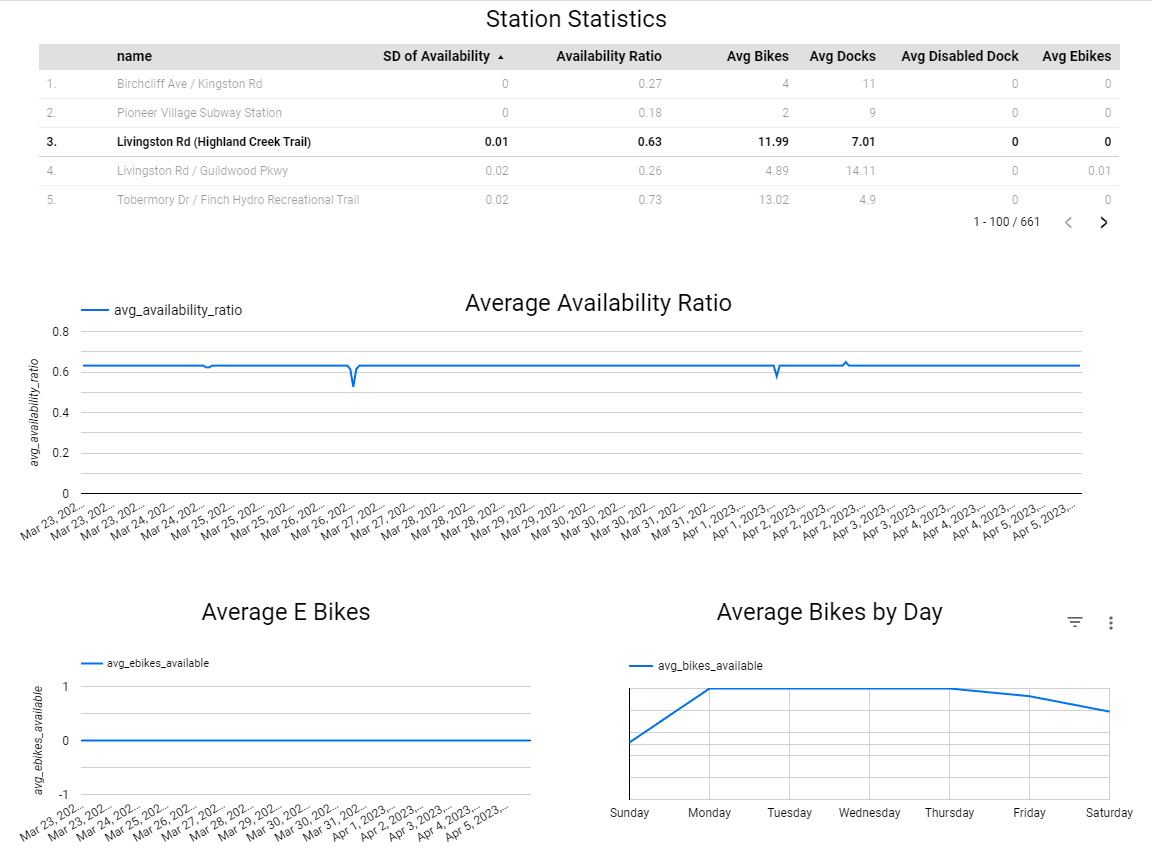 Station Statistics
name SD of Availability ▲ Availability Ratio Avg Bikes Avg Docks Avg Disabled Dock Avg Ebikes
1. Birchcliff Ave / Kingston Rd 0 0.27 4 11 0 0
2. Pioneer Village Subway Station 0 0.18 2 9 0 0
3. Livingston Rd (Highland Creek Trail) 0.01 0.63 11.99 7.01 0 0
4. Livingston Rd / Guildwood Pkwy 0.02 0.26 4.89 14.11 0 0.01
5. Tobermory Dr / Finch Hydro Recreational Trail 0.02 0.73 13.02 4.9 0 0
1 - 100 / 661 < >
Average Availability Ratio
avg_availability_ratio
avg_availability_ratio
0.8
0.6
0.4
0.2
0
Mar 23, 202... Mar 23, 202... Mar 23, 202... Mar 24, 202... Mar 24, 202... Mar 25, 202... Mar 25, 202... Mar 25, 202... Mar 26, 202... Mar 26, 202... Mar 27, 202... Mar 27, 202... Mar 28, 202... Mar 28, 202... Mar 28, 202... Mar 29, 202... Mar 29, 202... Mar 30, 202... Mar 30, 202... Mar 30, 202... Mar 31, 202... Mar 31, 202... Apr 1, 2023,... Apr 1, 2023,... Apr 2, 2023,... Apr 2, 2023,... Apr 2, 2023,... Apr 3, 2023,... Apr 3, 2023,... Apr 4, 2023,... Apr 4, 2023,... Apr 4, 2023,... Apr 5, 2023,... Apr 5, 2023,...
Average E Bikes
avg_ebikes_available
avg_ebikes_available
1
0
-1
Mar 23, 202... Mar 23, 202... Mar 24, 202... Mar 25, 202... Mar 25, 202... Mar 26, 202... Mar 27, 202... Mar 28, 202... Mar 29, 202... Mar 30, 202... Mar 30, 202... Mar 31, 202... Apr 1, 2023,... Apr 2, 2023,... Apr 3, 2023,... Apr 4, 2023,... Apr 5, 2023,...
Average Bikes by Day
avg_bikes_available
Sunday Monday Tuesday Wednesday Thursday Friday Saturday